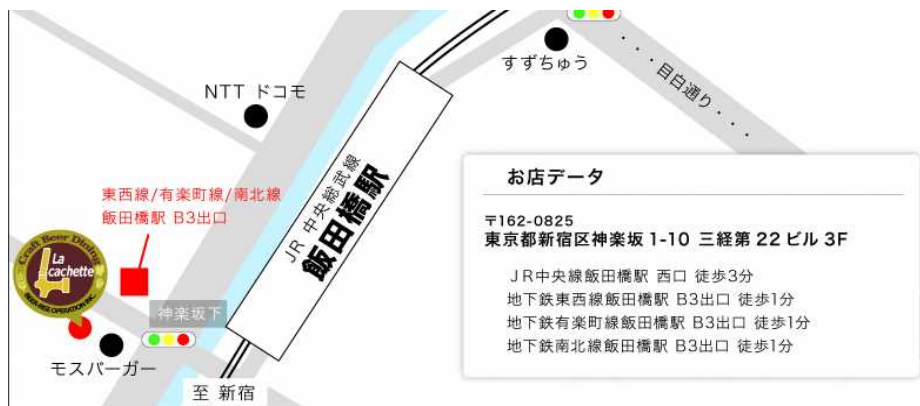 すずちゅう
・・・目白通り・・・
NTT ドコモ
JR 中央総武線
飯田橋駅
東西線/有楽町線/南北線
飯田橋駅 B3出口
Craft Beer Dining
La
cachette
BEER-RISE OPERATION INC.
神楽坂下
モスバーガー
至 新宿
お店データ
〒162-0825
東京都新宿区神楽坂 1-10 三経第 22 ビル 3F
JR中央線飯田橋駅 西口 徒歩3分
地下鉄東西線飯田橋駅 B3出口 徒歩1分
地下鉄有楽町線飯田橋駅 B3出口 徒歩1分
地下鉄南北線飯田橋駅 B3出口 徒歩1分